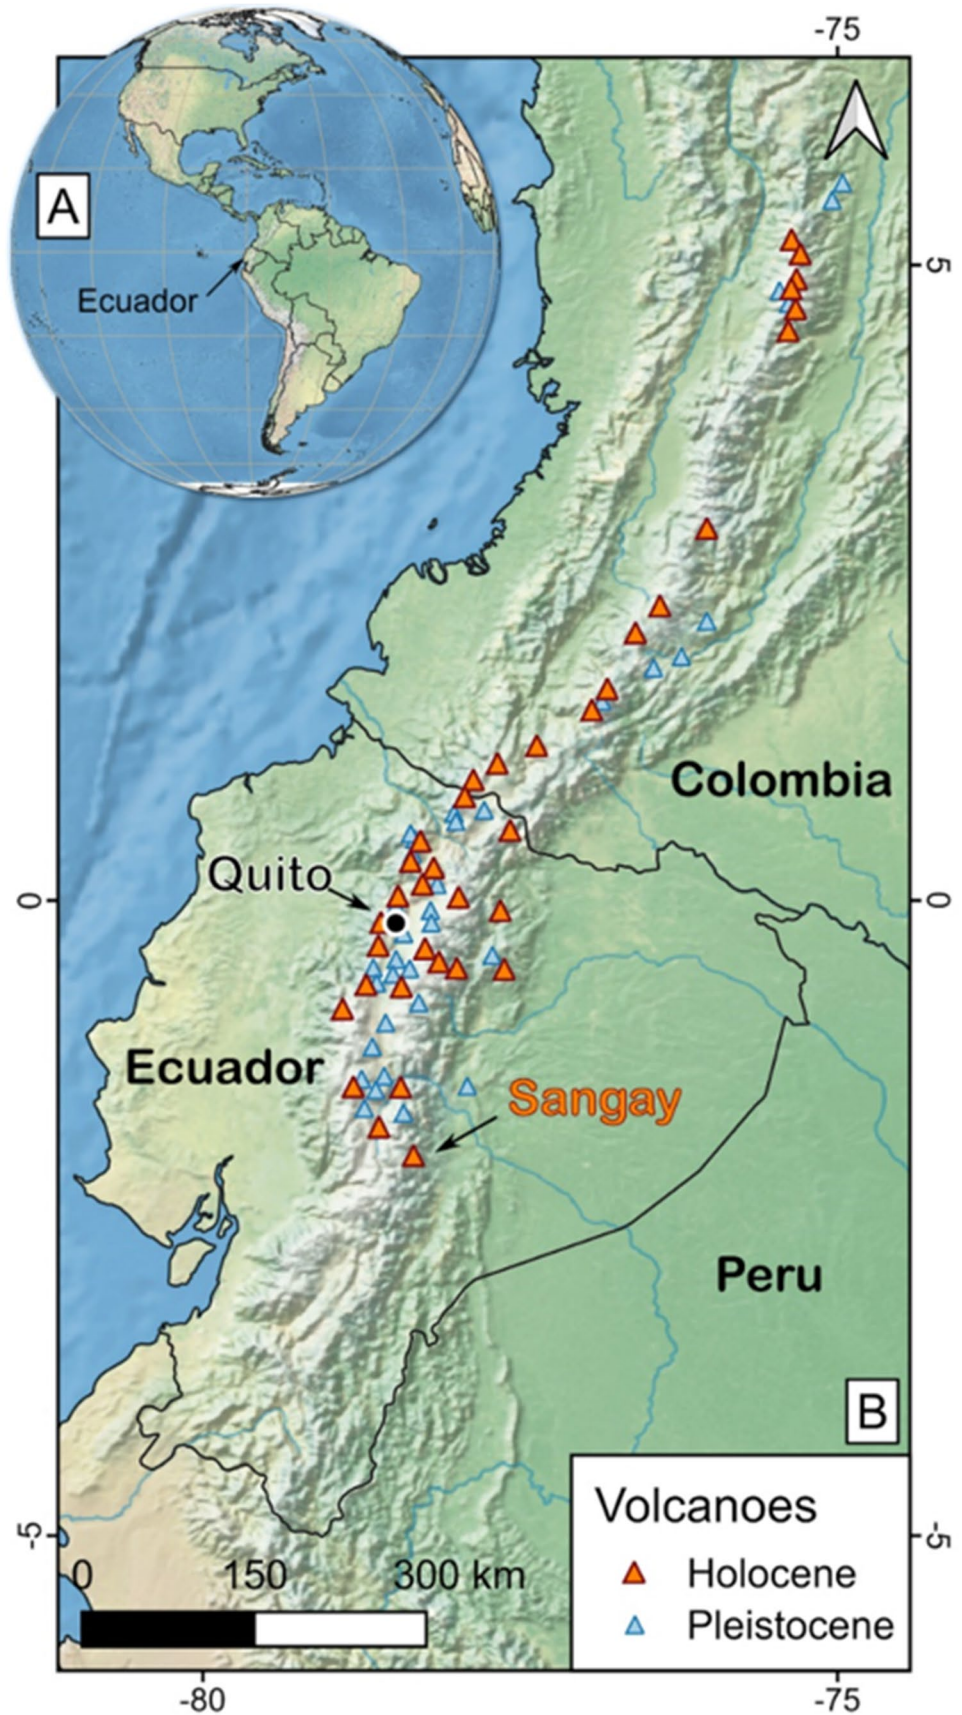 -75
A
Ecuador
5
Colombia
Quito
0
0
Ecuador
Sangay
Peru
B
Volcanoes
Holocene
Pleistocene
-5
-5
0 150 300 km
-80
-75